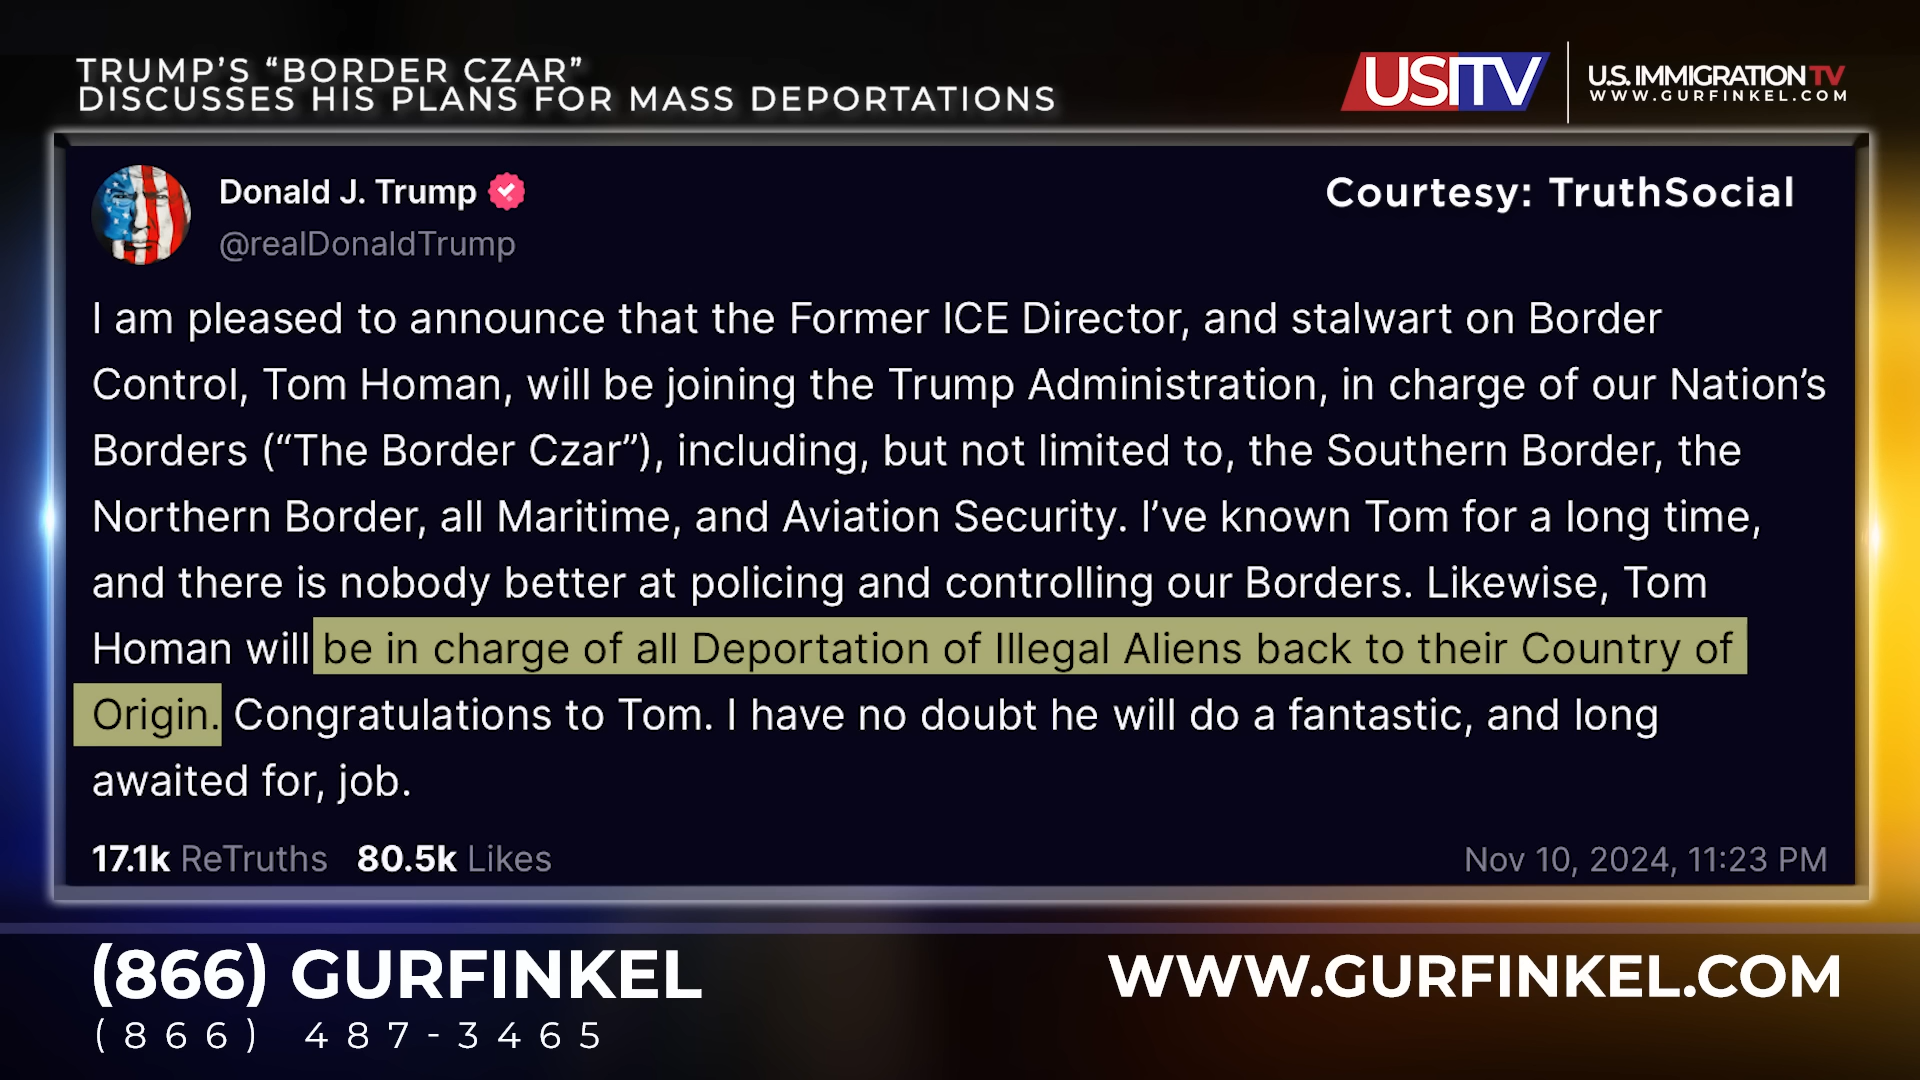 TRUMP'S “BORDER CZAR”
DISCUSSES HIS PLANS FOR MASS DEPORTATIONS
USITV
U.S. IMMIGRATION TV
WWW.GURFINKEL.COM
Donald J. Trump
@realDonaldTrump
Courtesy: TruthSocial
I am pleased to announce that the Former ICE Director, and stalwart on Border
Control, Tom Homan, will be joining the Trump Administration, in charge of our Nation’s
Borders (“The Border Czar”), including, but not limited to, the Southern Border, the
Northern Border, all Maritime, and Aviation Security. I’ve known Tom for a long time,
and there is nobody better at policing and controlling our Borders. Likewise, Tom
Homan will be in charge of all Deportation of Illegal Aliens back to their Country of
Origin. Congratulations to Tom. I have no doubt he will do a fantastic, and long
awaited for, job.
17.1k ReTruths 80.5k Likes
Nov 10, 2024, 11:23 PM
(866) GURFINKEL
(866) 487-3465
WWW.GURFINKEL.COM